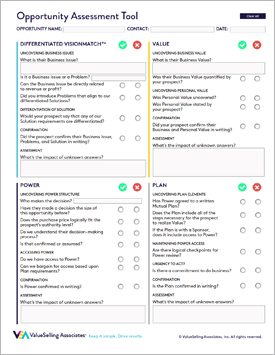 Opportunity Assessment Tool
Clear All
OPPORTUNITY NAME:
CONTACT:
DATE:
DIFFERENTIATED VISIONMATCH™
UNCOVERING BUSINESS ISSUES
What is their Business Issue?
Is it a Business Issue or a Problem?
Can the Business Issue be directly related
to revenue or profit?
Did you introduce Problems that align to our
differentiated Solutions?
DIFFERENTIATION OF SOLUTION
Would your prospect say that any of our
Solution requirements are differentiated?
CONFIRMATION
Did the prospect confirm their Business Issue,
Problems, and Solution in writing?
ASSESSMENT
What's the impact of unknown answers?
VALUE
UNCOVERING BUSINESS VALUE
What is their Business Value?
Was their Business Value quantified by
your prospect?
UNCOVERING PERSONAL VALUE
Was Personal Value uncovered?
Was Personal Value stated by
your prospect?
CONFIRMATION
Did your prospect confirm their
Business and Personal Value in writing?
ASSESSMENT
What's the impact of unknown answers?
POWER
UNCOVERING POWER STRUCTURE
Who makes the decision?
Have they made a decision the size of
this opportunity before?
Does the purchase price logically fit the
prospect's authority level?
Do we understand their decision-making
process?
Is that confirmed or assumed?
ACCESSING POWER
Do we have access to Power?
Can we bargain for access based upon
Plan requirements?
CONFIRMATION
Is Power confirmed in writing?
ASSESSMENT
What's the impact of unknown answers?
PLAN
UNCOVERING PLAN ELEMENTS
Has Power agreed to a written
Mutual Plan?
Does the Plan include all of the
steps necessary for the prospect
to realize Value?
If the Plan is with a Sponsor,
does it include access to Power?
MAINTAINING POWER ACCESS
Are there logical checkpoints for
Power review?
URGENCY TO ACT
Is there a commitment to do business?
CONFIRMATION
Is the Plan confirmed in writing?
ASSESSMENT
What's the impact of unknown answers?
VSA ValueSelling Associates Keep it simple. Drive results.
© ValueSelling Associates, Inc. All rights reserved.